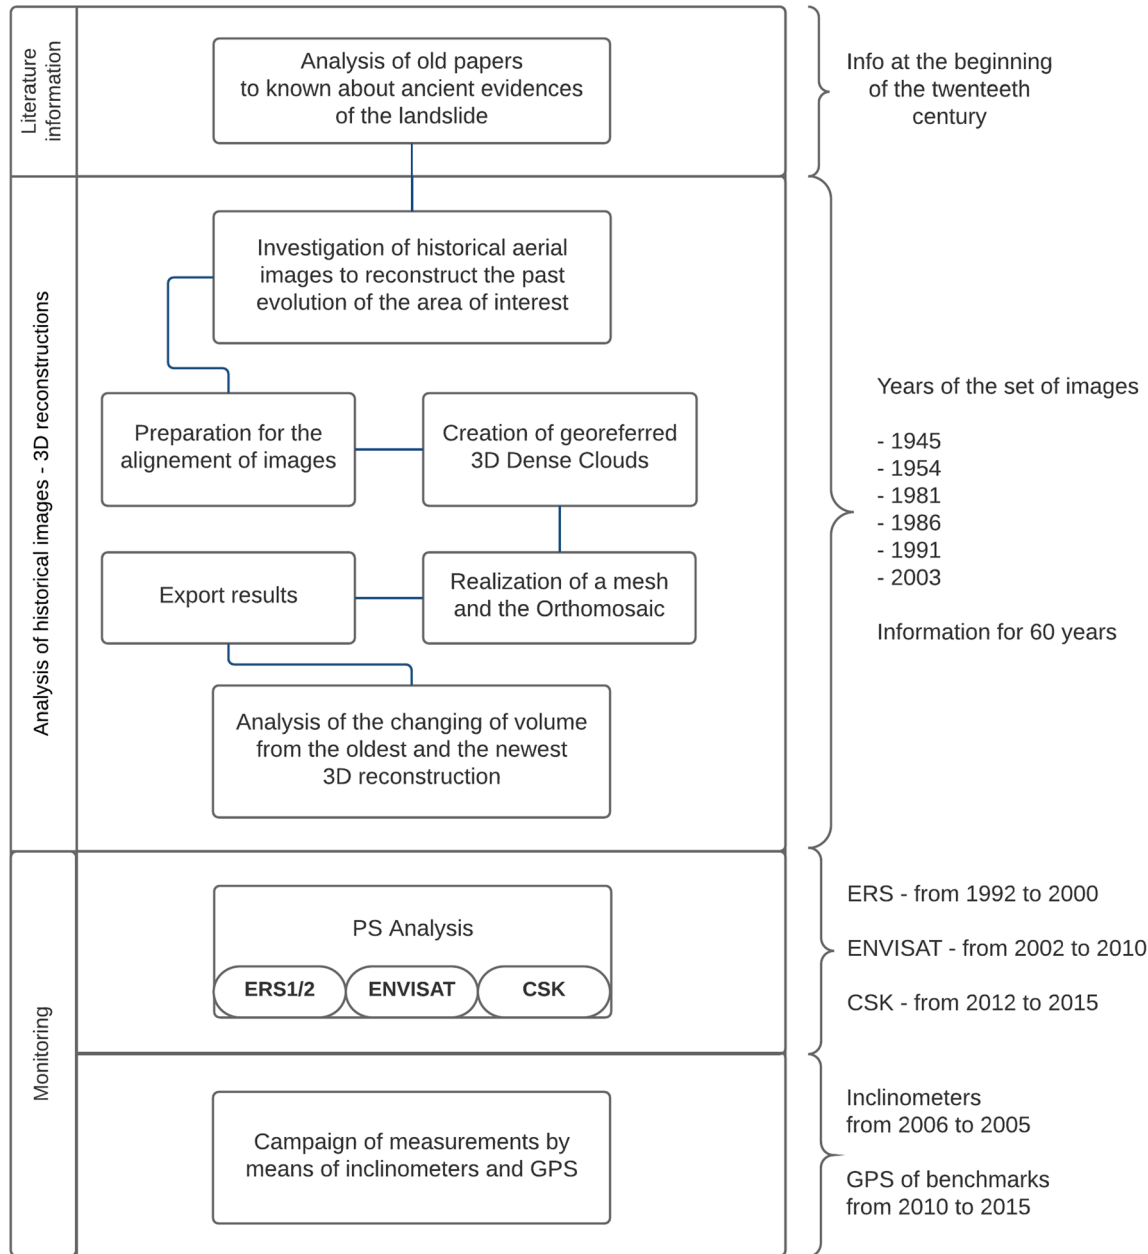 Literature
information
Analysis of old papers
to known about ancient evidences
of the landslide
Info at the beginning
of the twenteeth
century
Analysis of historical images - 3D reconstructions
Investigation of historical aerial
images to reconstruct the past
evolution of the area of interest
Preparation for the
alignement of images
Creation of georeferred
3D Dense Clouds
Export results
Realization of a mesh
and the Orthomosaic
Analysis of the changing of volume
from the oldest and the newest
3D reconstruction
Years of the set of images
- 1945
- 1954
- 1981
- 1986
- 1991
- 2003
Information for 60 years
Monitoring
PS Analysis
ERS1/2
ENVISAT
CSK
ERS - from 1992 to 2000
ENVISAT - from 2002 to 2010
CSK - from 2012 to 2015
Campaign of measurements by
means of inclinometers and GPS
Inclinometers
from 2006 to 2005
GPS of benchmarks
from 2010 to 2015